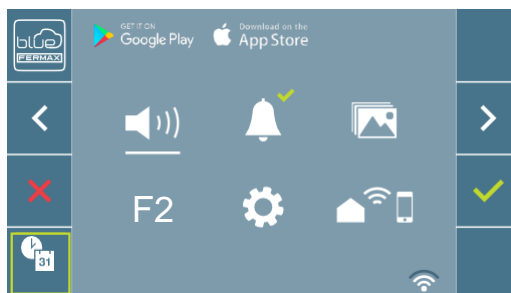 blue
FERMAX
GET IT ON
Google Play
Download on the
App Store
F2
31